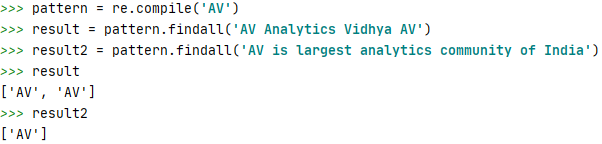 >>> pattern = re.compile('AV')
>>> result = pattern.findall('AV Analytics Vidhya AV')
>>> result2 = pattern.findall('AV is largest analytics community of India')
>>> result
['AV', 'AV']
>>> result2
['AV']